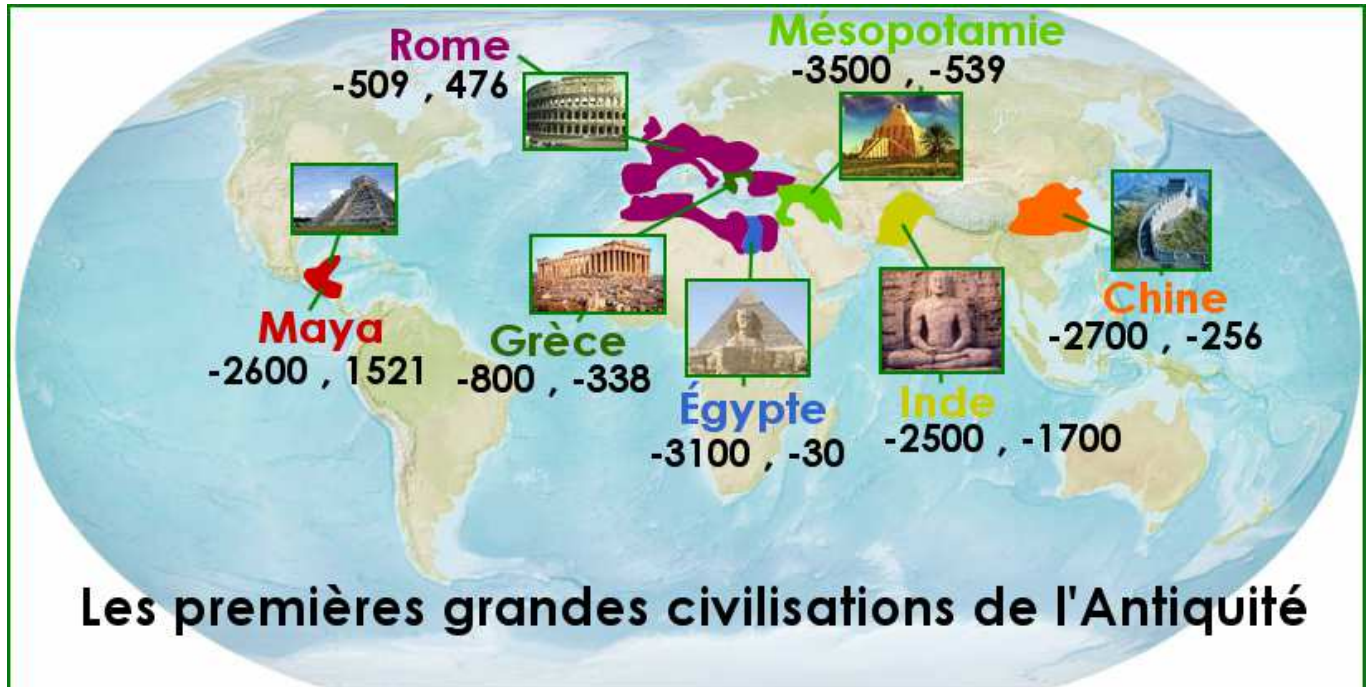 Rome
-509 , 476
Mésopotamie
-3500 , -539
Maya
-2600 , 1521
Grèce
-800 , -338
Égypte
-3100 , -30
Inde
-2500 , -1700
Chine
-2700 , -256
Les premières grandes civilisations de l'Antiquité